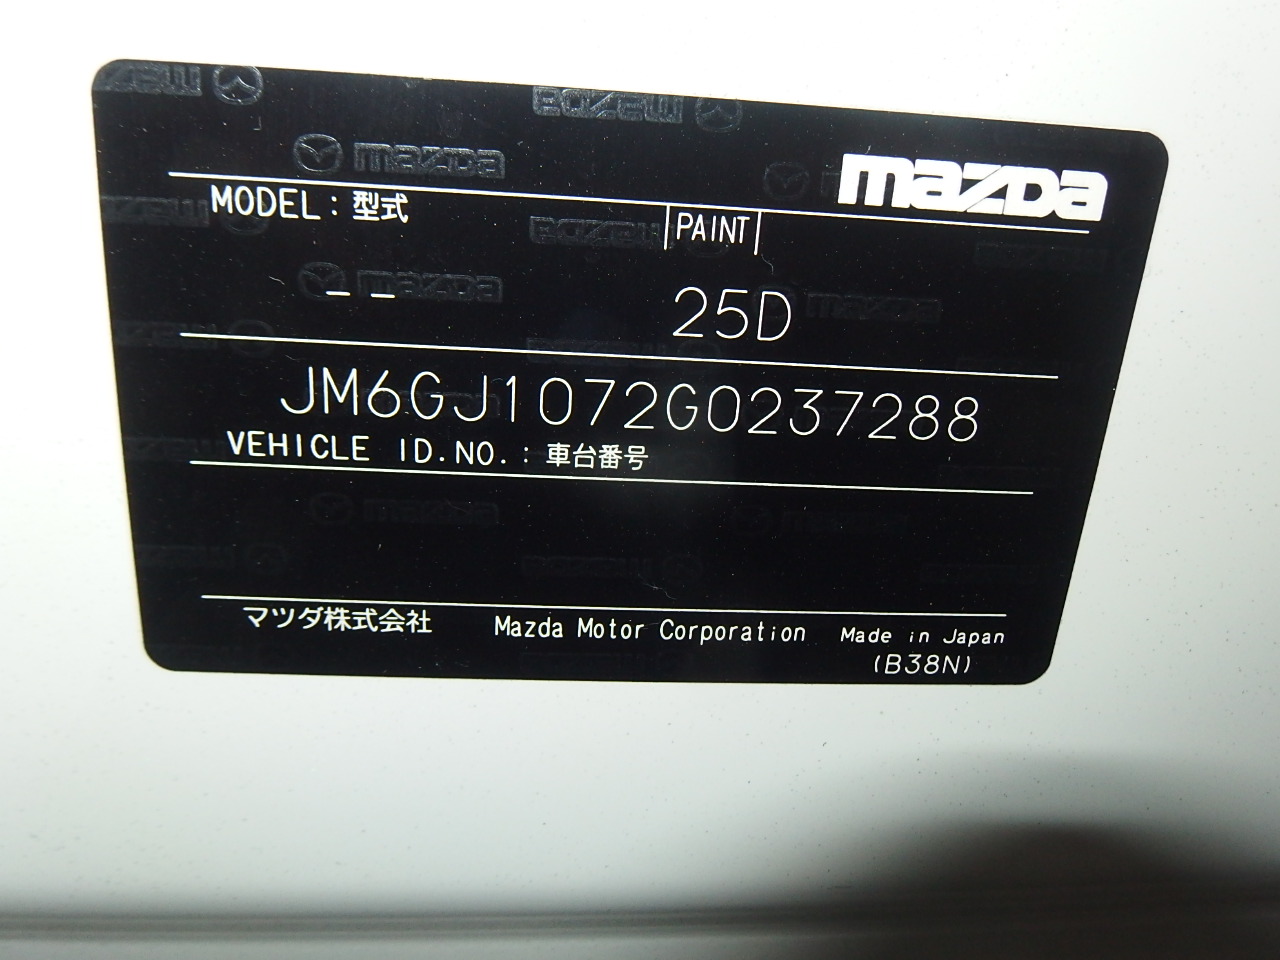 mazda
MODEL : 型式
PAINT
– –
25D
JM6GJ1072G0237288
VEHICLE ID.NO. : 車台番号
マツダ株式会社 Mazda Motor Corporation Made in Japan
(B38N)